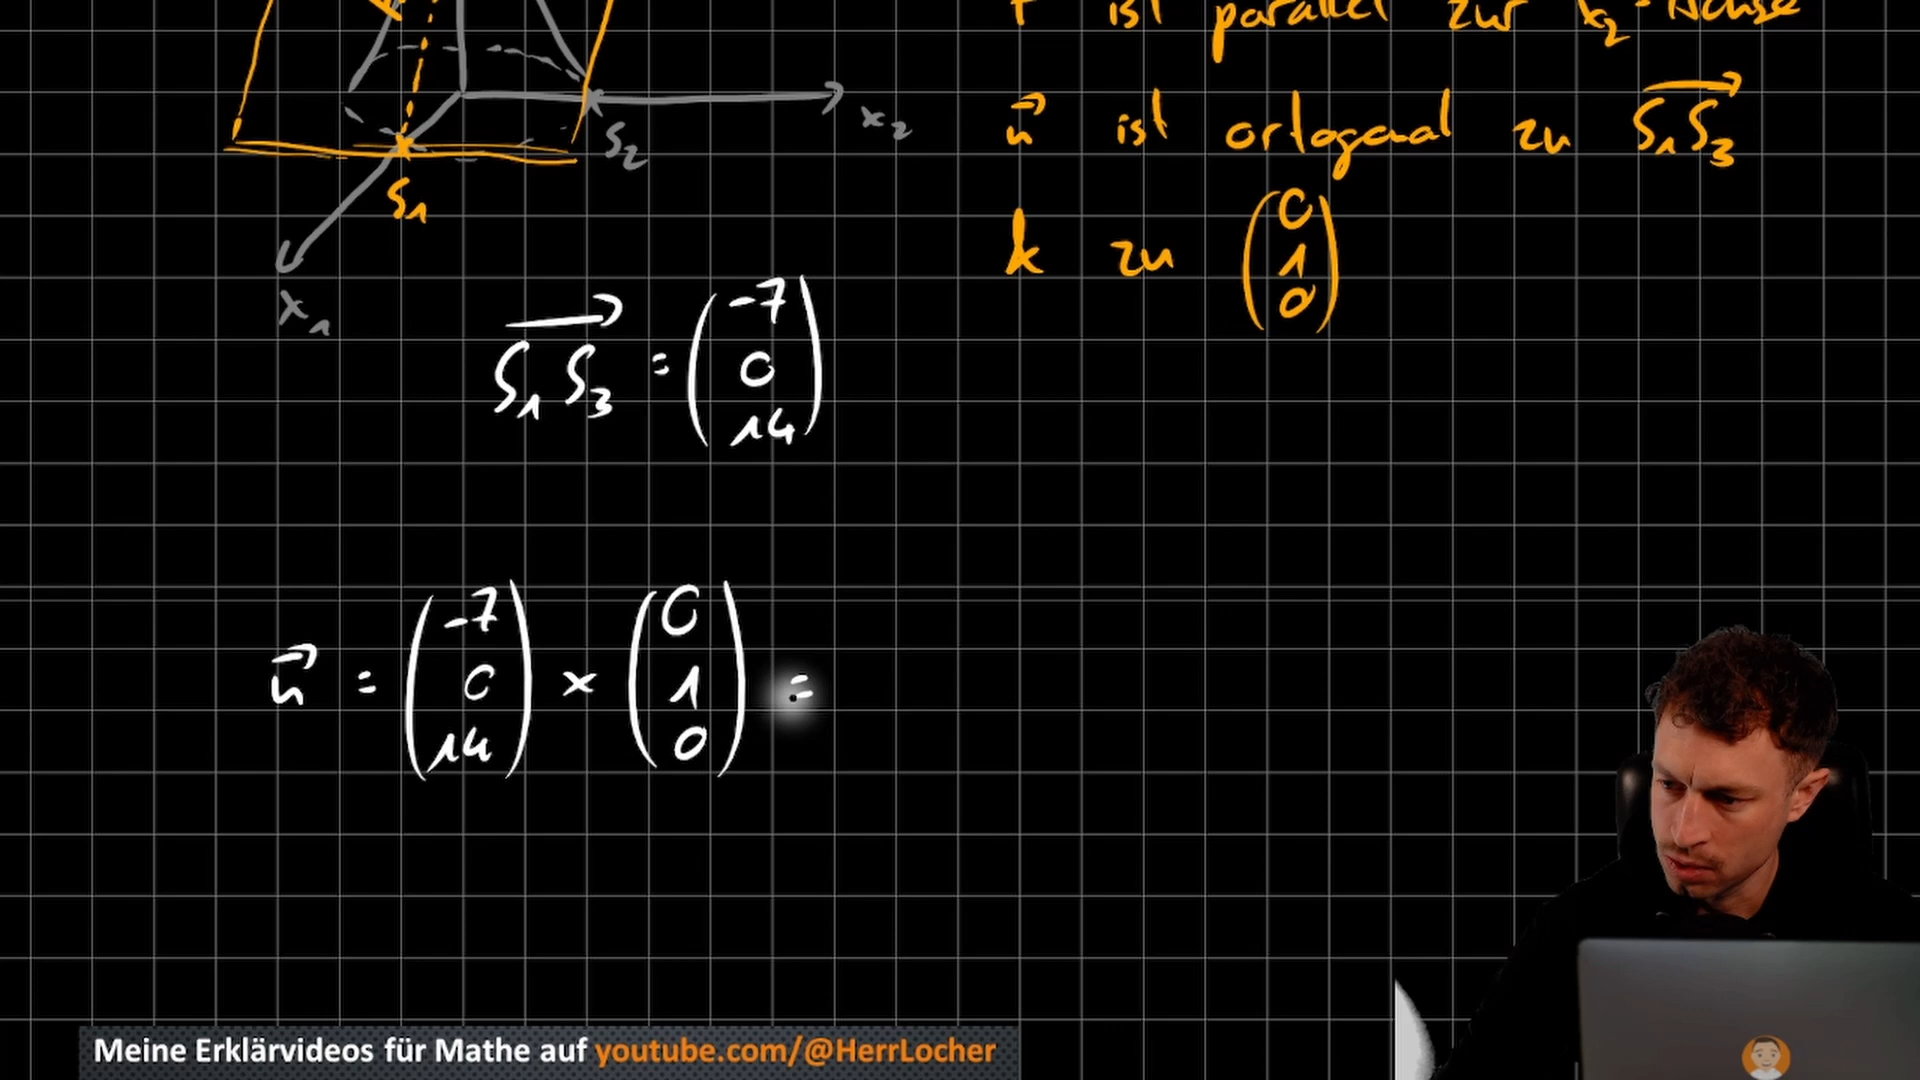 ist parallel zur x₂-Achse
n⃗ ist ortogonal zu S₁S₃
k zu (0 1 0)
x₂
S₂
S₁
x₁
S₁S₃ = (-7 0 14)
n⃗ = (-7 0 14) × (0 1 0) =
Meine Erklärvideos für Mathe auf youtube.com/@HerrLocher